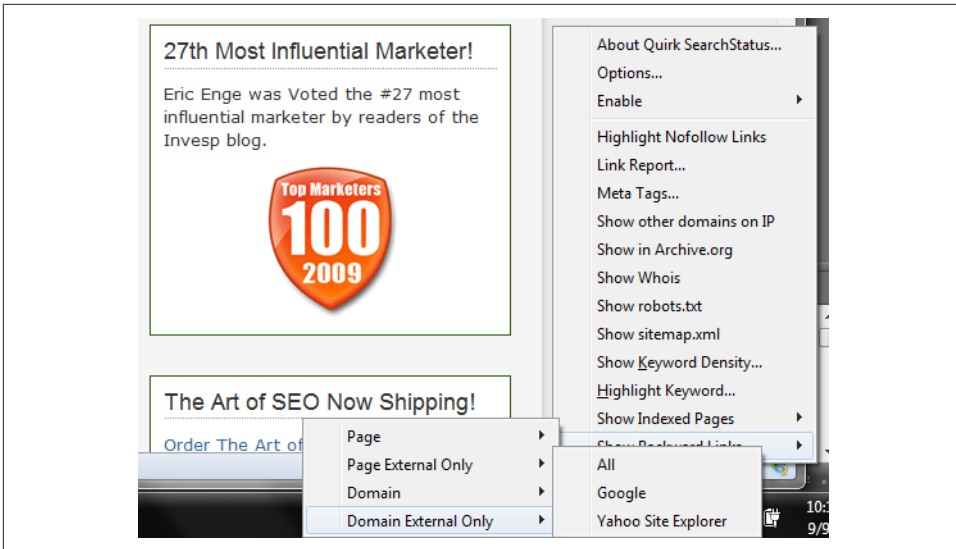 27th Most Influential Marketer!
Eric Enge was Voted the #27 most
influential marketer by readers of the
Invesp blog.
Top Marketers
100
2009
The Art of SEO Now Shipping!
Order The Art of
About Quirk SearchStatus...
Options...
Enable
Highlight Nofollow Links
Link Report...
Meta Tags...
Show other domains on IP
Show in Archive.org
Show Whois
Show robots.txt
Show sitemap.xml
Show Keyword Density...
Highlight Keyword...
Show Indexed Pages
Show Backward Links
Page
Page External Only
Domain
Domain External Only
All
Google
Yahoo Site Explorer